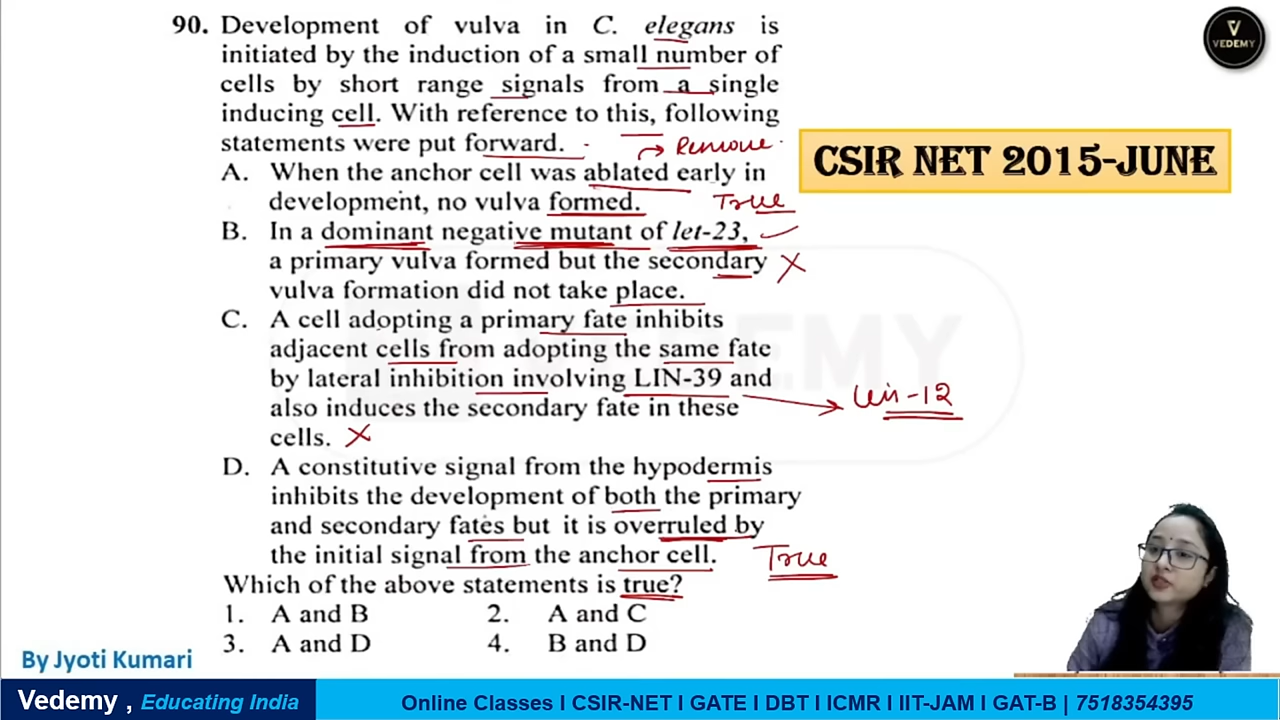 90. Development of vulva in C. elegans is
initiated by the induction of a small number of
cells by short range signals from a single
inducing cell. With reference to this, following
statements were put forward.
→ Remove
A. When the anchor cell was ablated early in
development, no vulva formed. True
B. In a dominant negative mutant of let-23,
a primary vulva formed but the secondary
vulva formation did not take place.
C. A cell adopting a primary fate inhibits
adjacent cells from adopting the same fate
by lateral inhibition involving LIN-39 and
also induces the secondary fate in these
cells.
Lin-12
D. A constitutive signal from the hypodermis
inhibits the development of both the primary
and secondary fates but it is overruled by
the initial signal from the anchor cell. True
Which of the above statements is true?
1. A and B 2. A and C
3. A and D 4. B and D
CSIR NET 2015-JUNE
V
VEDEMY
VEDEMY
By Jyoti Kumari
Vedemy , Educating India
Online Classes I CSIR-NET I GATE I DBT I ICMR I IIT-JAM I GAT-B | 7518354395